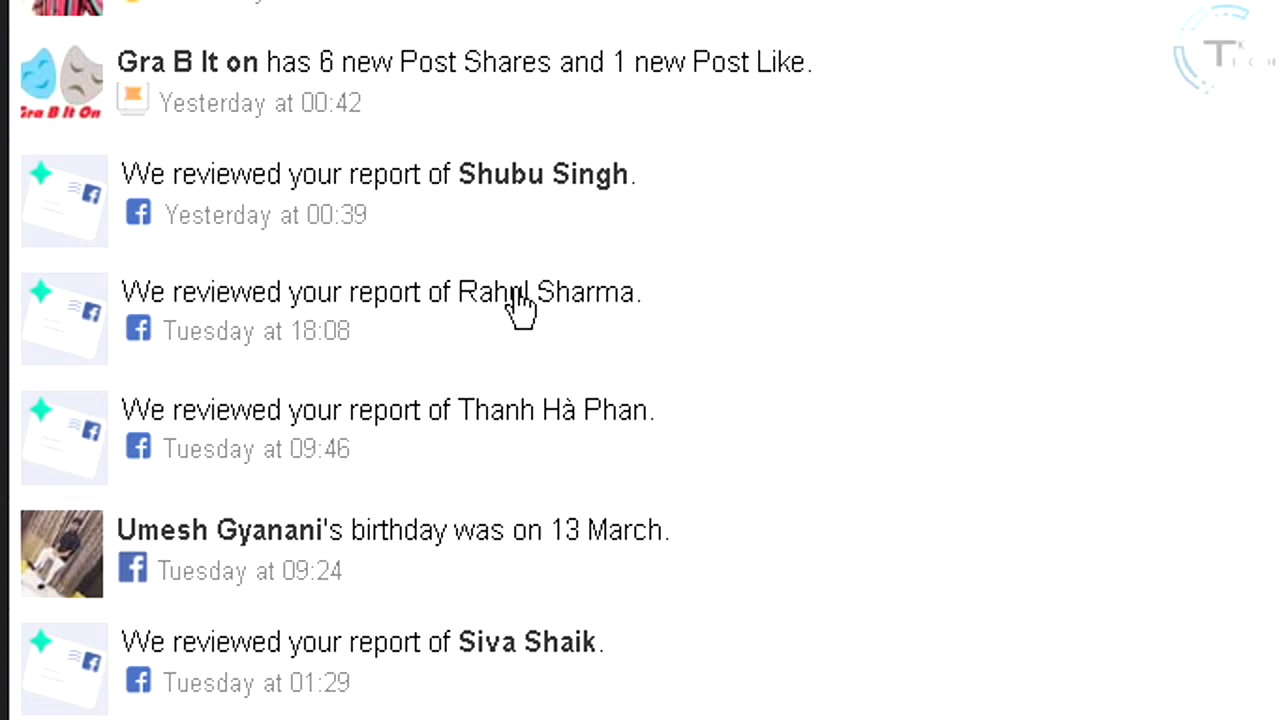 Gra B It on has 6 new Post Shares and 1 new Post Like.
Gra B It On
Yesterday at 00:42
We reviewed your report of Shubu Singh.
Yesterday at 00:39
We reviewed your report of Rahul Sharma.
Tuesday at 18:08
We reviewed your report of Thanh Hà Phan.
Tuesday at 09:46
Umesh Gyanani's birthday was on 13 March.
Tuesday at 09:24
We reviewed your report of Siva Shaik.
Tuesday at 01:29